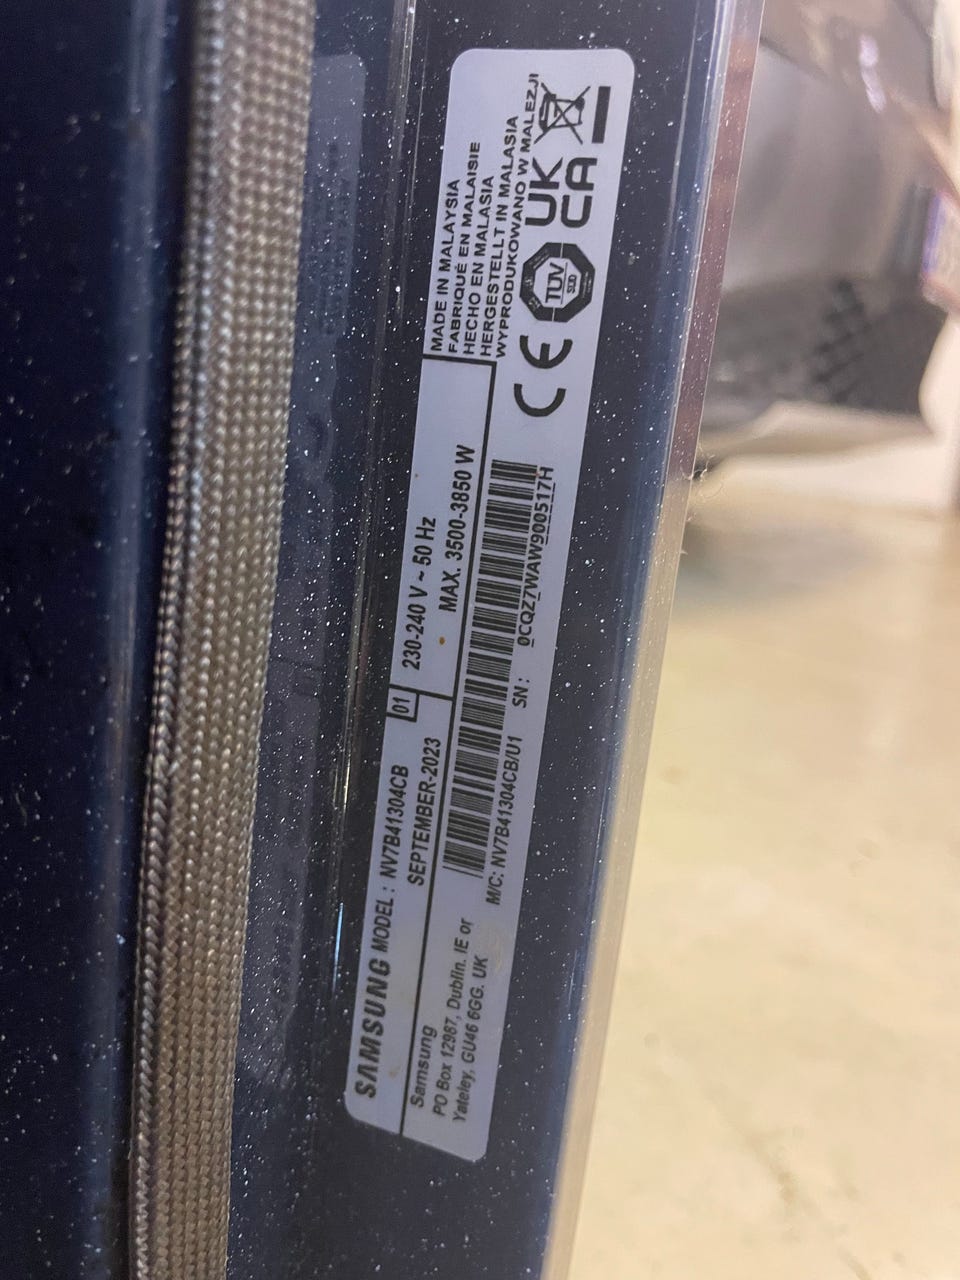 SAMSUNG MODEL : NV7B41304CB 01
SEPTEMBER-2023
230-240 V ~ 50 Hz
MAX. 3500-3850 W
MADE IN MALAYSIA
FABRIQUÉ EN MALAISIE
HECHO EN MALASIA
HERGESTELLT IN MALASIA
WYPRODUKOWANO W MALEZJI
Samsung
PO Box 12987, Dublin. IE or
Yateley, GU46 6GG. UK
M/C: NV7B41304CB/U1 SN : 0CQZ7WAW900517H
CE
TÜV
SÜD
UK
CA